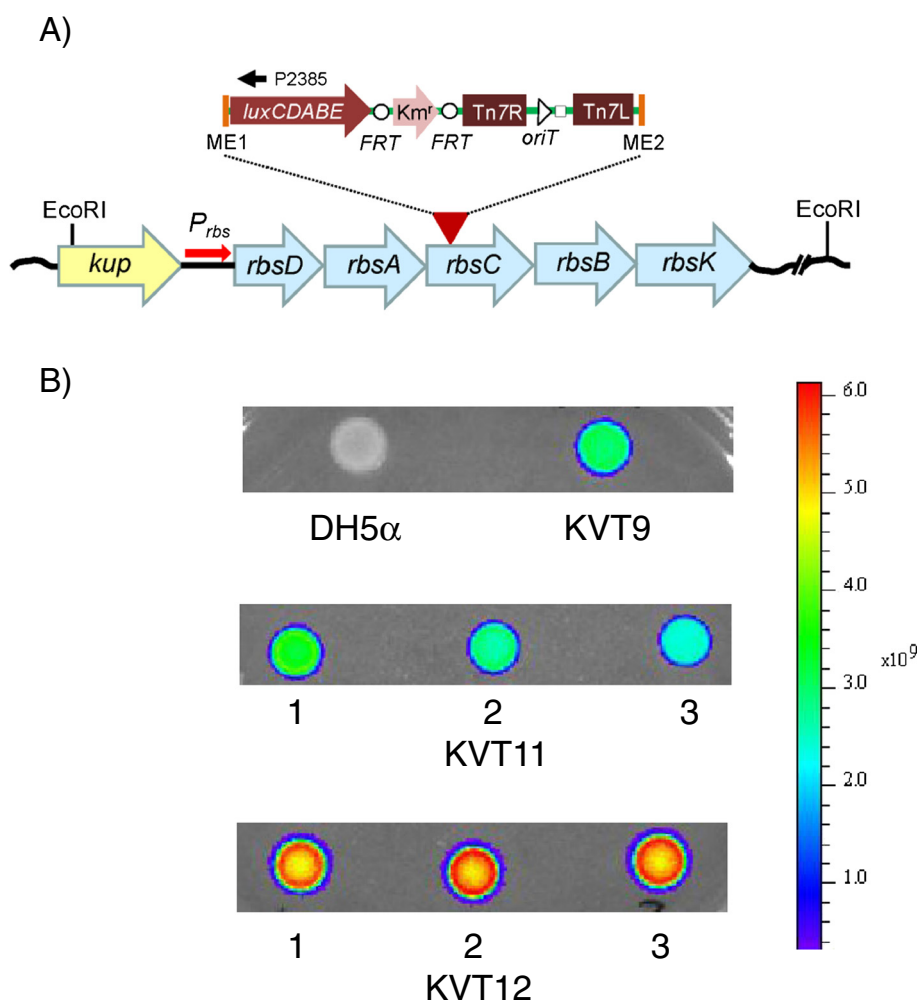 A)
P2385
luxCDABE Kmʳ Tn7R Tn7L
ME1 FRT FRT oriT ME2
EcoRI Prbs EcoRI
kup rbsD rbsA rbsC rbsB rbsK
B)
6.0
5.0
4.0
x10⁹
3.0
2.0
1.0
DH5α KVT9
1 2 3
KVT11
1 2 3
KVT12